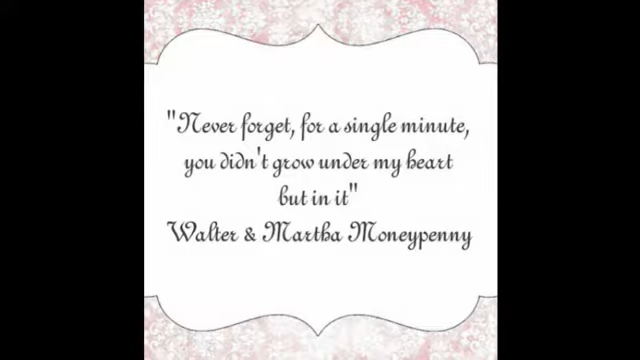 "Never forget, for a single minute,
you didn't grow under my heart
but in it"
Walter & Martha Moneypenny